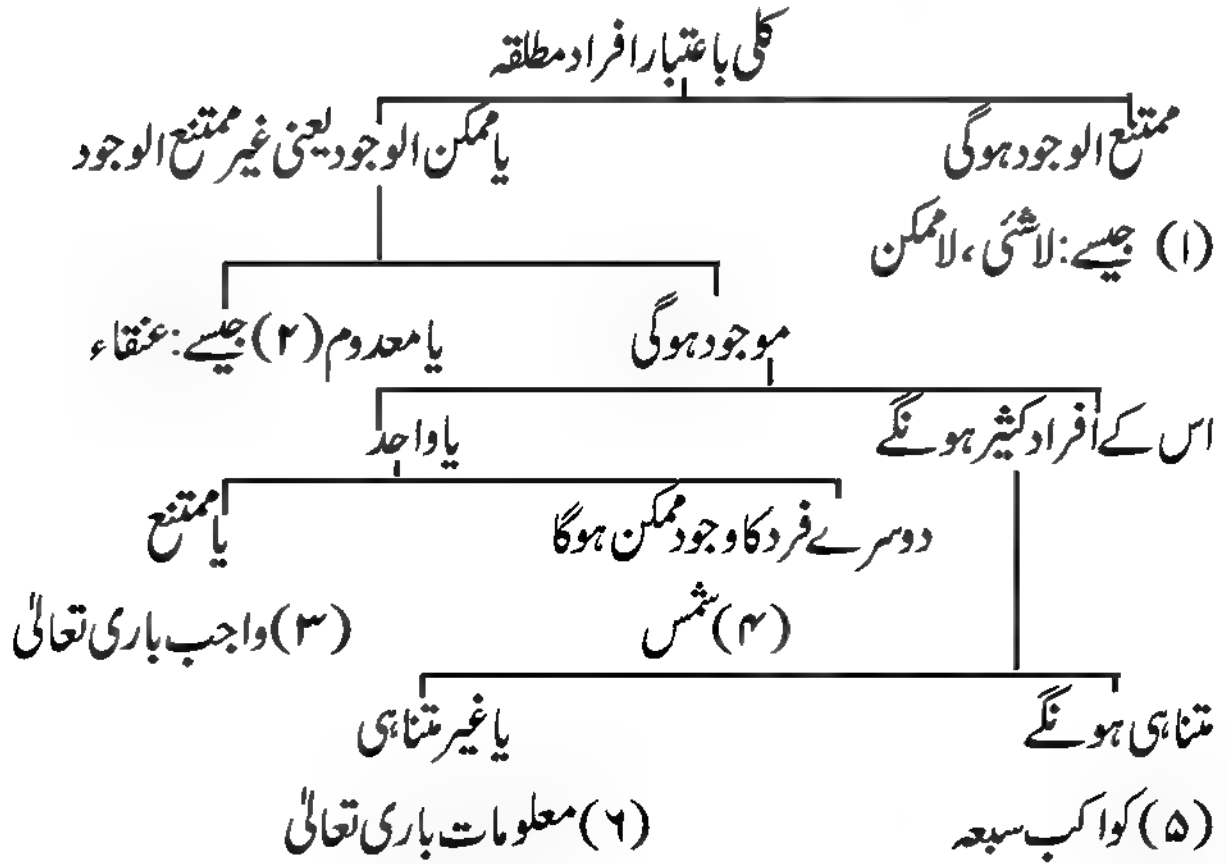 کلی باعتبار افراد مطلقہ
ممتنع الوجود ہوگی یا ممکن الوجود یعنی غیر ممتنع الوجود
(۱) جیسے: لاشئی، لاممکن
موجود ہوگی یا معدوم (۲) جیسے: عنقاء
اس کے افراد کثیر ہونگے یا واحد
دوسرے فرد کا وجود ممکن ہوگا یا ممتنع
(۴) شمس (۳) واجب باری تعالیٰ
متناہی ہونگے یا غیر متناہی
(۵) کواکب سبعہ (۶) معلومات باری تعالیٰ